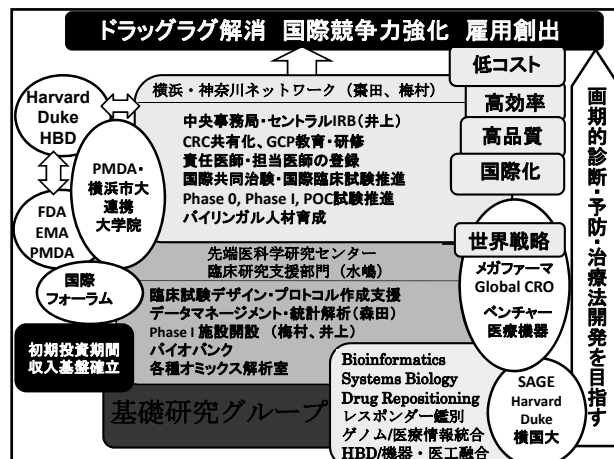 ドラッグラグ解消 国際競争力強化 雇用創出
横浜・神奈川ネットワーク（棗田、梅村）
中央事務局・セントラルIRB（井上）
CRC共有化、GCP教育・研修
責任医師・担当医師の登録
国際共同治験・国際臨床試験推進
Phase 0, Phase I, POC試験推進
バイリンガル人材育成
Harvard
Duke
HBD
PMDA・
横浜市大
連携
大学院
FDA
EMA
PMDA
国際
フォーラム
初期投資期間
収入基盤確立
先端医科学研究センター
臨床研究支援部門（水嶋）
臨床試験デザイン・プロトコル作成支援
データマネージメント・統計解析（森田）
Phase I 施設開設 （梅村、井上）
バイオバンク
各種オミックス解析室
基礎研究グループ
低コスト
高効率
高品質
国際化
世界戦略
メガファーマ
Global CRO
ベンチャー
医療機器
Bioinformatics
Systems Biology
Drug Repositioning
レスポンダー鑑別
ゲノム/医療情報統合
HBD/機器・医工融合
SAGE
Harvard
Duke
横国大
画期的診断・予防・治療法開発を目指す